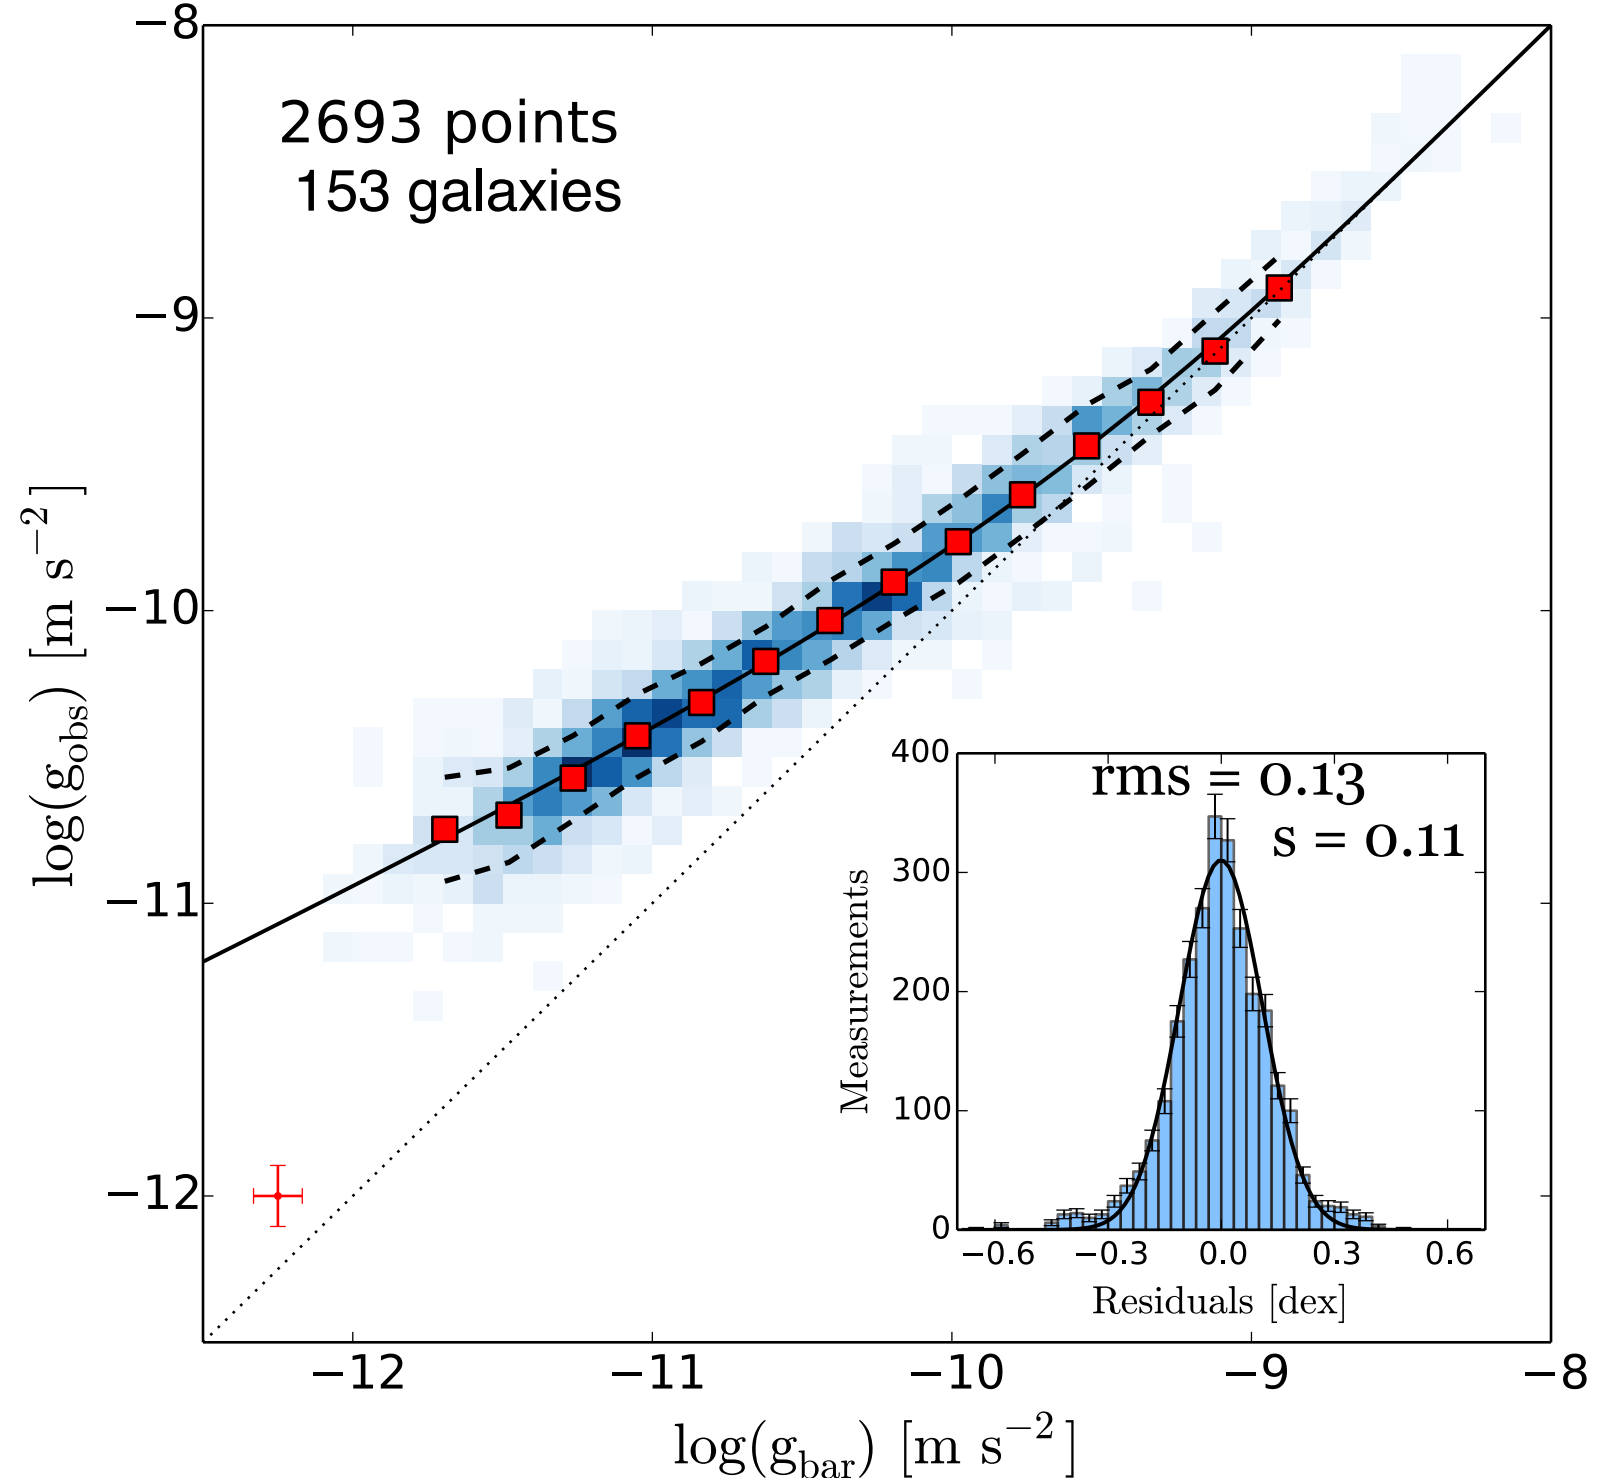 2693 points
153 galaxies
−8
−9
−10
−11
−12
log(g_obs) [m s⁻²]
−12 −11 −10 −9 −8
log(g_bar) [m s⁻²]
rms = 0.13
s = 0.11
400
300
200
100
0
Measurements
−0.6 −0.3 0.0 0.3 0.6
Residuals [dex]